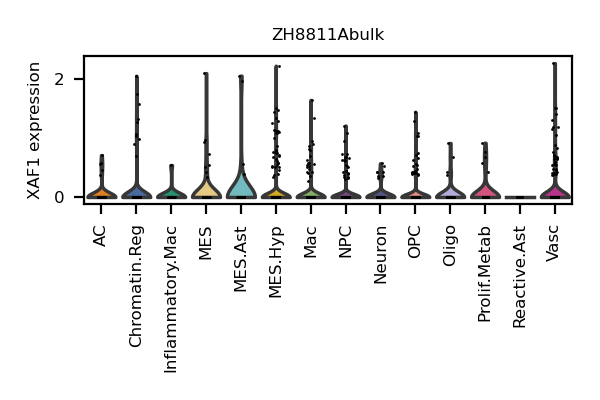 ZH8811Abulk
XAF1 expression
2
0
AC
Chromatin.Reg
Inflammatory.Mac
MES
MES.Ast
MES.Hyp
Mac
NPC
Neuron
OPC
Oligo
Prolif.Metab
Reactive.Ast
Vasc